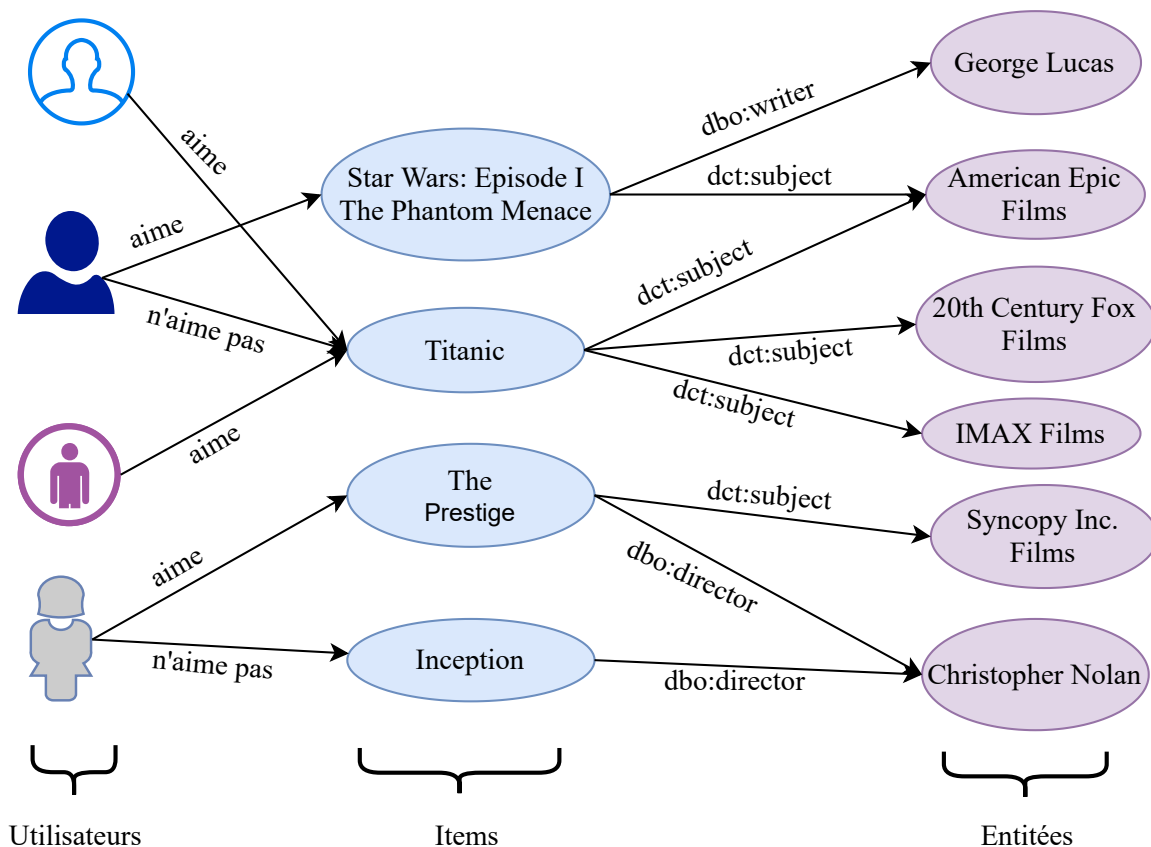 George Lucas
dbo:writer
aime
Star Wars: Episode I
The Phantom Menace
dct:subject
American Epic
Films
aime
dct:subject
n'aime pas
Titanic
20th Century Fox
Films
dct:subject
dct:subject
aime
IMAX Films
The
Prestige
dct:subject
Syncopy Inc.
Films
aime
dbo:director
n'aime pas
Inception
dbo:director
Christopher Nolan
Utilisateurs
Items
Entitées